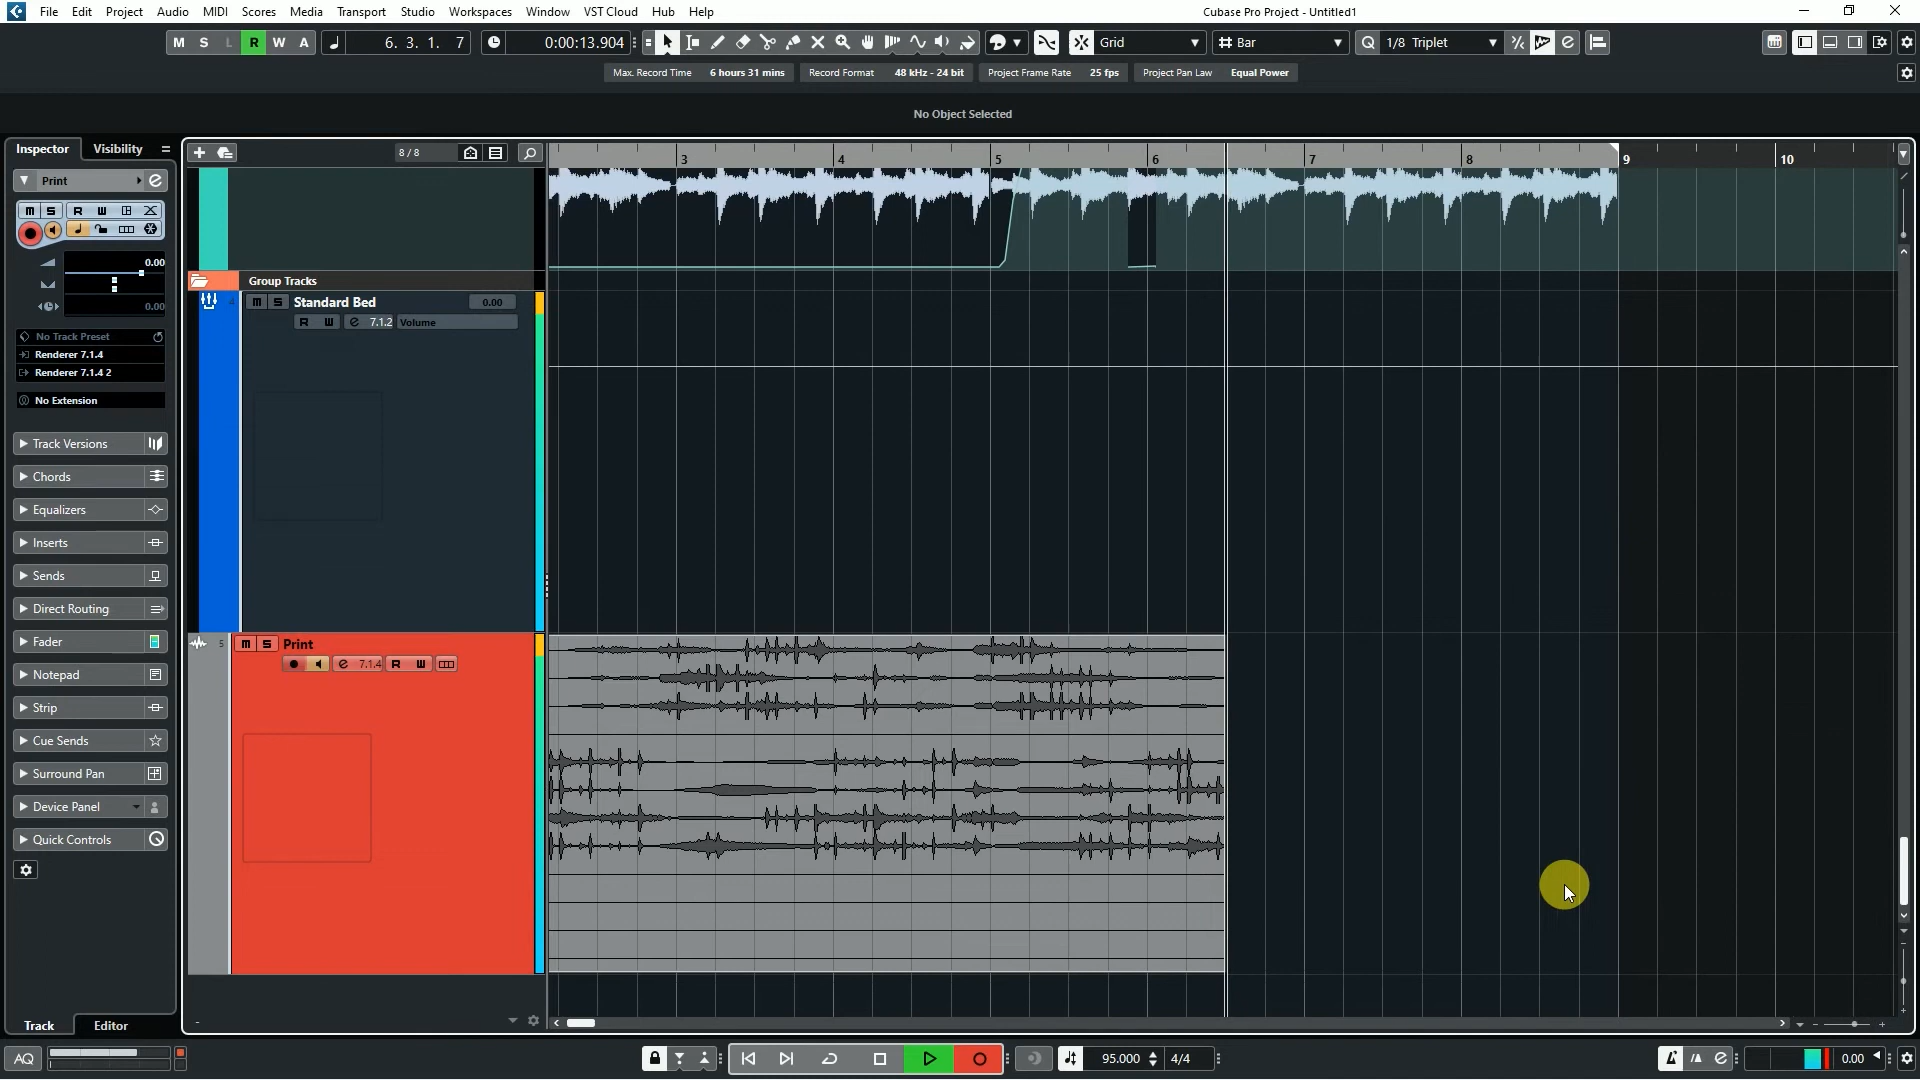 File Edit Project Audio MIDI Scores Media Transport Studio Workspaces Window VST Cloud Hub Help
Cubase Pro Project - Untitled1
M S L R W A
6. 3. 1. 7
0:00:13.904
Grid
Bar
Q 1/8 Triplet
Max. Record Time 6 hours 31 mins
Record Format 48 kHz - 24 bit
Project Frame Rate 25 fps
Project Pan Law Equal Power
No Object Selected
Inspector Visibility
8 / 8
3 4 5 6 7 8 9 10
Print
M S R W
0.00
0.00
No Track Preset
Renderer 7.1.4
Renderer 7.1.4 2
No Extension
Track Versions
Chords
Equalizers
Inserts
Sends
Direct Routing
Fader
Notepad
Strip
Cue Sends
Surround Pan
Device Panel
Quick Controls
Group Tracks
4 M S Standard Bed 0.00
R W e 7.1.2 Volume
5 M S Print
e 7.1.4 R W
Track Editor
AQ
95.000 4/4
0.00